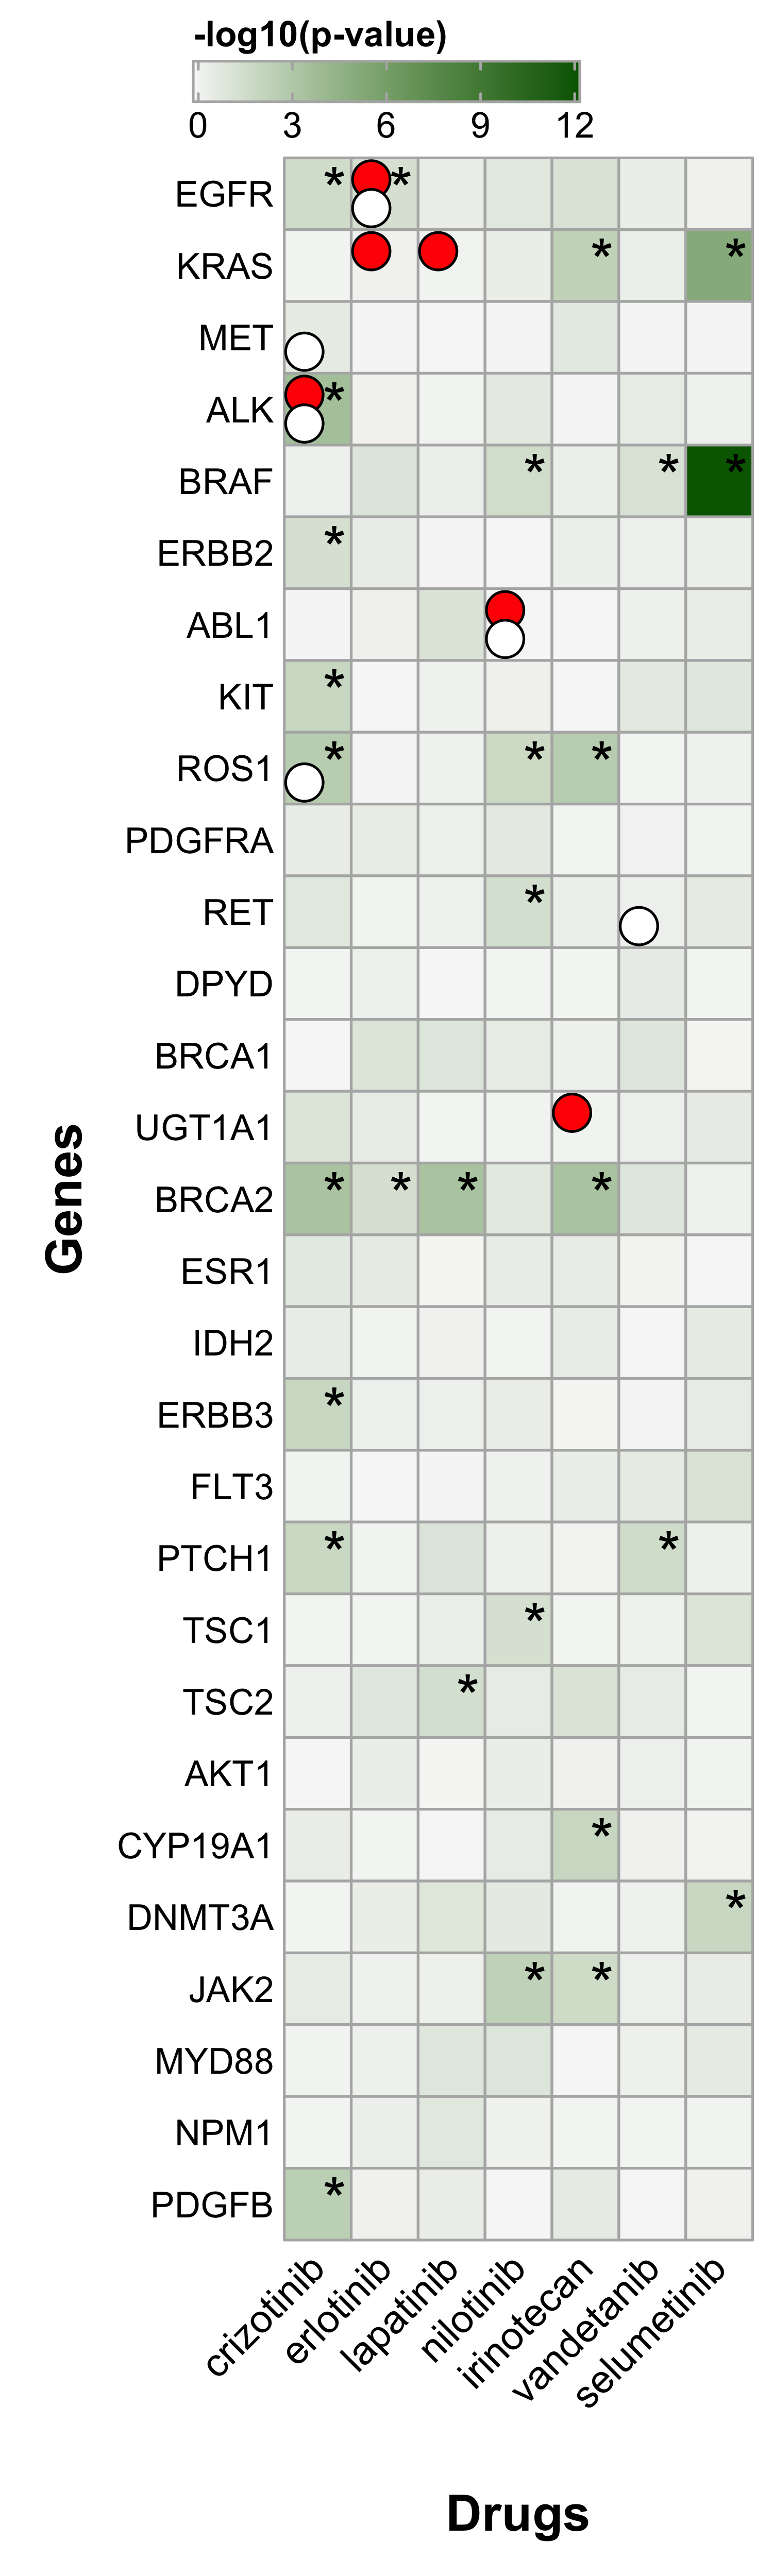 -log10(p-value)
0 3 6 9 12
EGFR * *
KRAS * *
MET
ALK *
BRAF * * *
ERBB2 *
ABL1
KIT *
ROS1 * * *
PDGFRA
RET *
DPYD
BRCA1
UGT1A1
BRCA2 * * * *
ESR1
IDH2
ERBB3 *
FLT3
PTCH1 * *
TSC1 *
TSC2 *
AKT1
CYP19A1 *
DNMT3A *
JAK2 * *
MYD88
NPM1
PDGFB *
Genes
crizotinib
erlotinib
lapatinib
nilotinib
irinotecan
vandetanib
selumetinib
Drugs